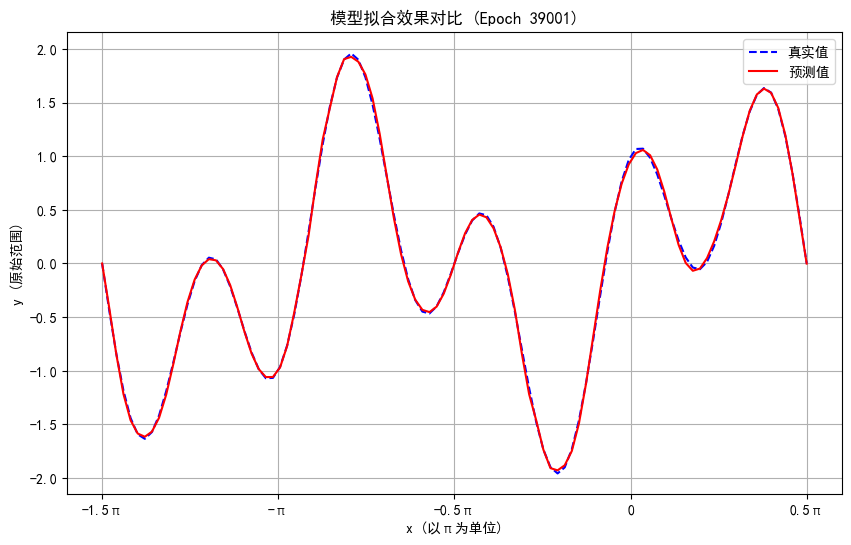 模型拟合效果对比 (Epoch 39001)
真实值
预测值
y (原始范围)
2.0
1.5
1.0
0.5
0.0
−0.5
−1.0
−1.5
−2.0
-1.5π
-π
-0.5π
0
0.5π
x (以π为单位)